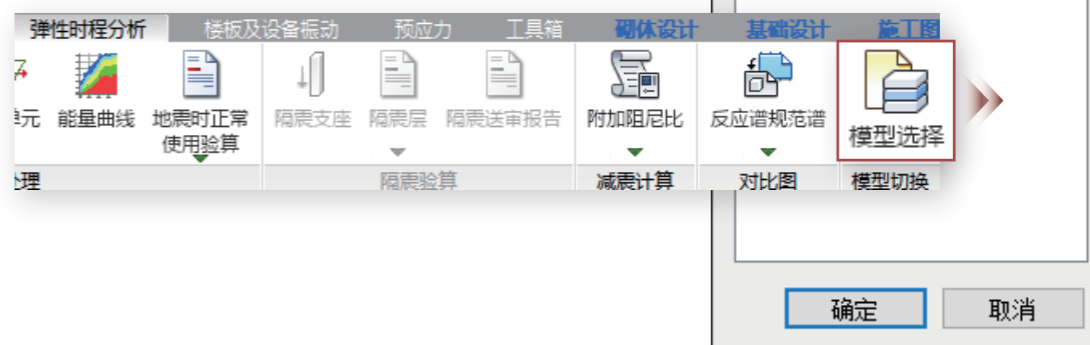 弹性时程分析 楼板及设备振动 预应力 工具箱 砌体设计 基础设计 施工图
单元 能量曲线 地震时正常 隔震支座 隔震层 隔震送审报告 附加阻尼比 反应谱规范谱 模型选择
使用验算
处理 隔震验算 减震计算 对比图 模型切换
确定 取消